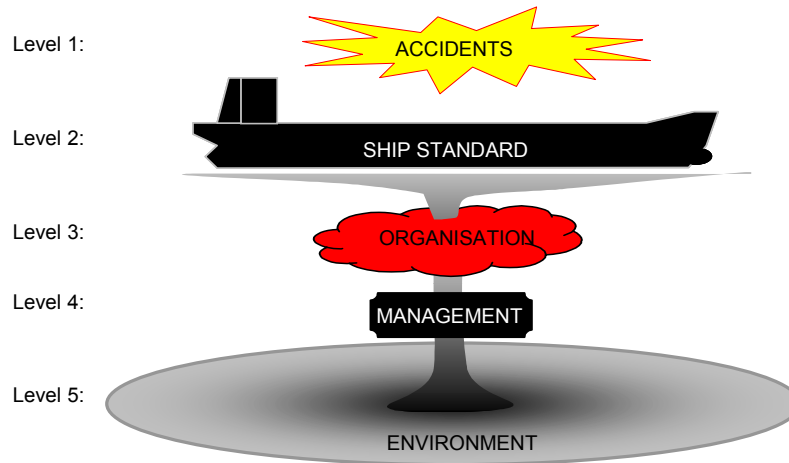 Level 1:
ACCIDENTS
Level 2:
SHIP STANDARD
Level 3:
ORGANISATION
Level 4:
MANAGEMENT
Level 5:
ENVIRONMENT